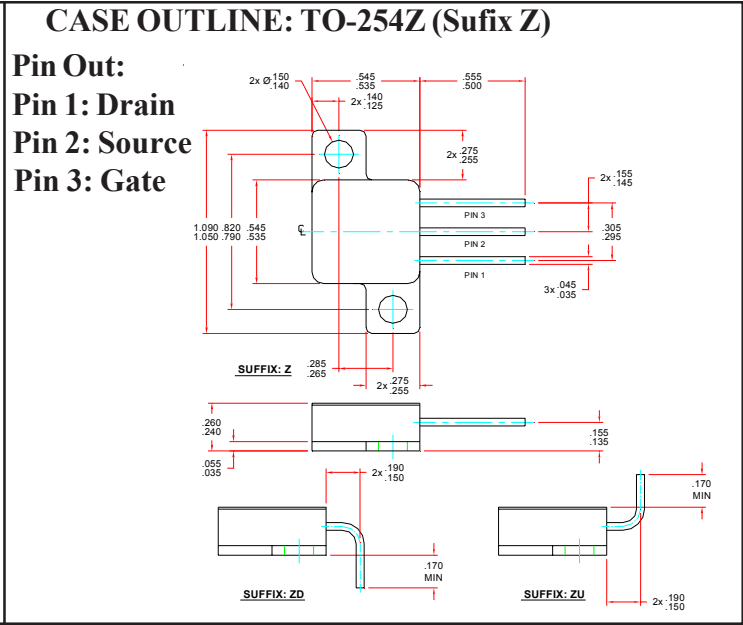 CASE OUTLINE: TO-254Z (Sufix Z)
Pin Out:
Pin 1: Drain
Pin 2: Source
Pin 3: Gate
2x Ø .150
.140
.545
.535
.555
.500
2x .140
.125
2x .275
.255
2x .155
.145
1.090 .820 .545
1.050 .790 .535
CL
PIN 3
PIN 2
PIN 1
.305
.295
3x .045
.035
SUFFIX: Z
.285
.265
2x .275
.255
.260
.240
.055
.035
.155
.135
2x .190
.150
.170
MIN
SUFFIX: ZD
.170
MIN
SUFFIX: ZU
2x .190
.150